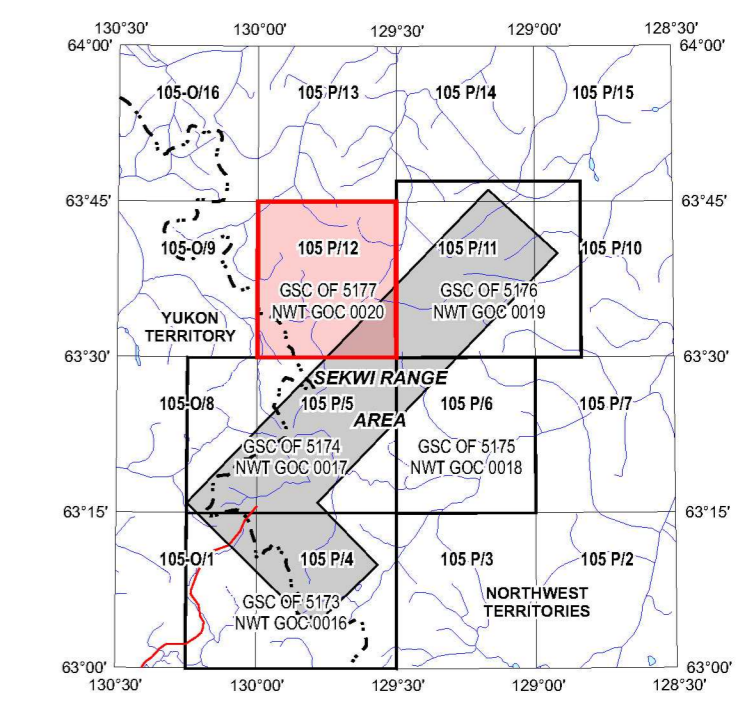 130°30' 130°00' 129°30' 129°00' 128°30'
64°00' 64°00'
105-O/16 105 P/13 105 P/14 105 P/15
63°45' 63°45'
105-O/9 105 P/12 105 P/11 105 P/10
GSC OF 5177 GSC OF 5176
NWT GOC 0020 NWT GOC 0019
YUKON
TERRITORY
63°30' 63°30'
SEKWI RANGE
105-O/8 105 P/5 105 P/6 105 P/7
AREA
GSC OF 5174 GSC OF 5175
NWT GOC 0017 NWT GOC 0018
63°15' 63°15'
105-O/1 105 P/4 105 P/3 105 P/2
NORTHWEST
TERRITORIES
GSC OF 5173
NWT GOC 0016
63°00' 63°00'
130°30' 130°00' 129°30' 129°00' 128°30'